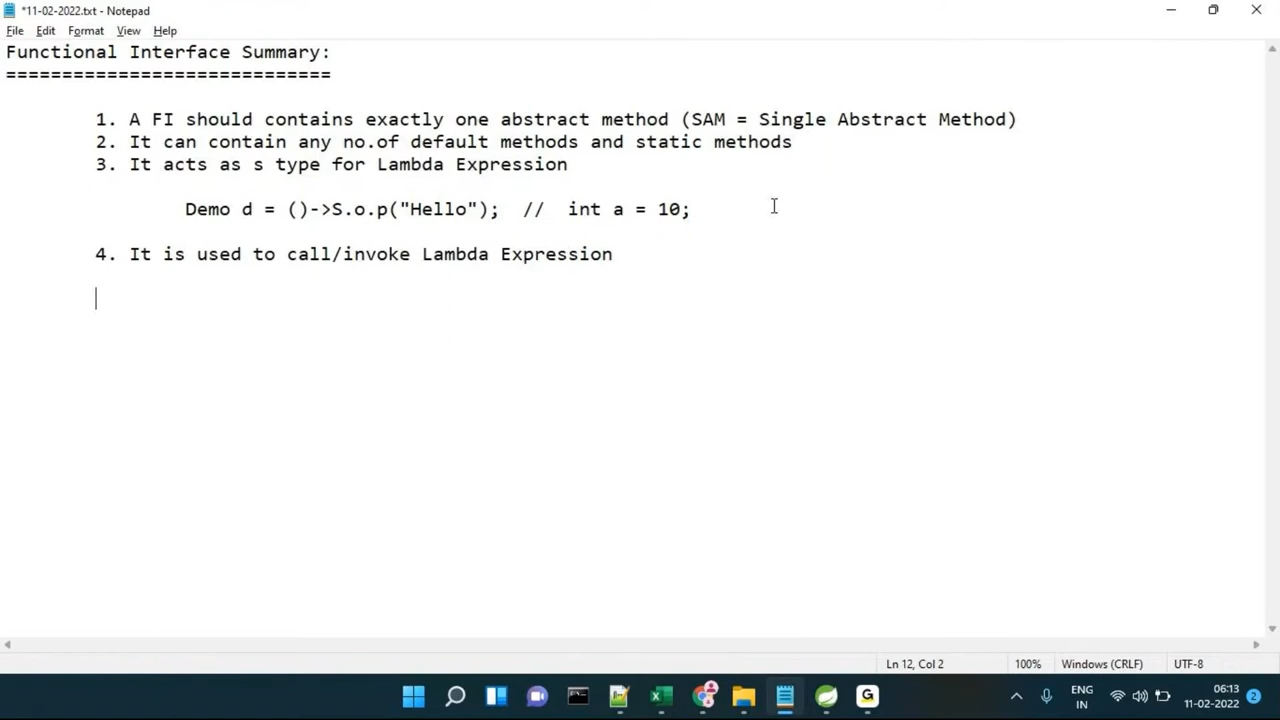 *11-02-2022.txt - Notepad
File Edit Format View Help
Functional Interface Summary:
=============================
1. A FI should contains exactly one abstract method (SAM = Single Abstract Method)
2. It can contain any no.of default methods and static methods
3. It acts as s type for Lambda Expression
Demo d = ()->S.o.p("Hello"); // int a = 10;
4. It is used to call/invoke Lambda Expression
Ln 12, Col 2 100% Windows (CRLF) UTF-8
ENG 06:13
IN 11-02-2022 2